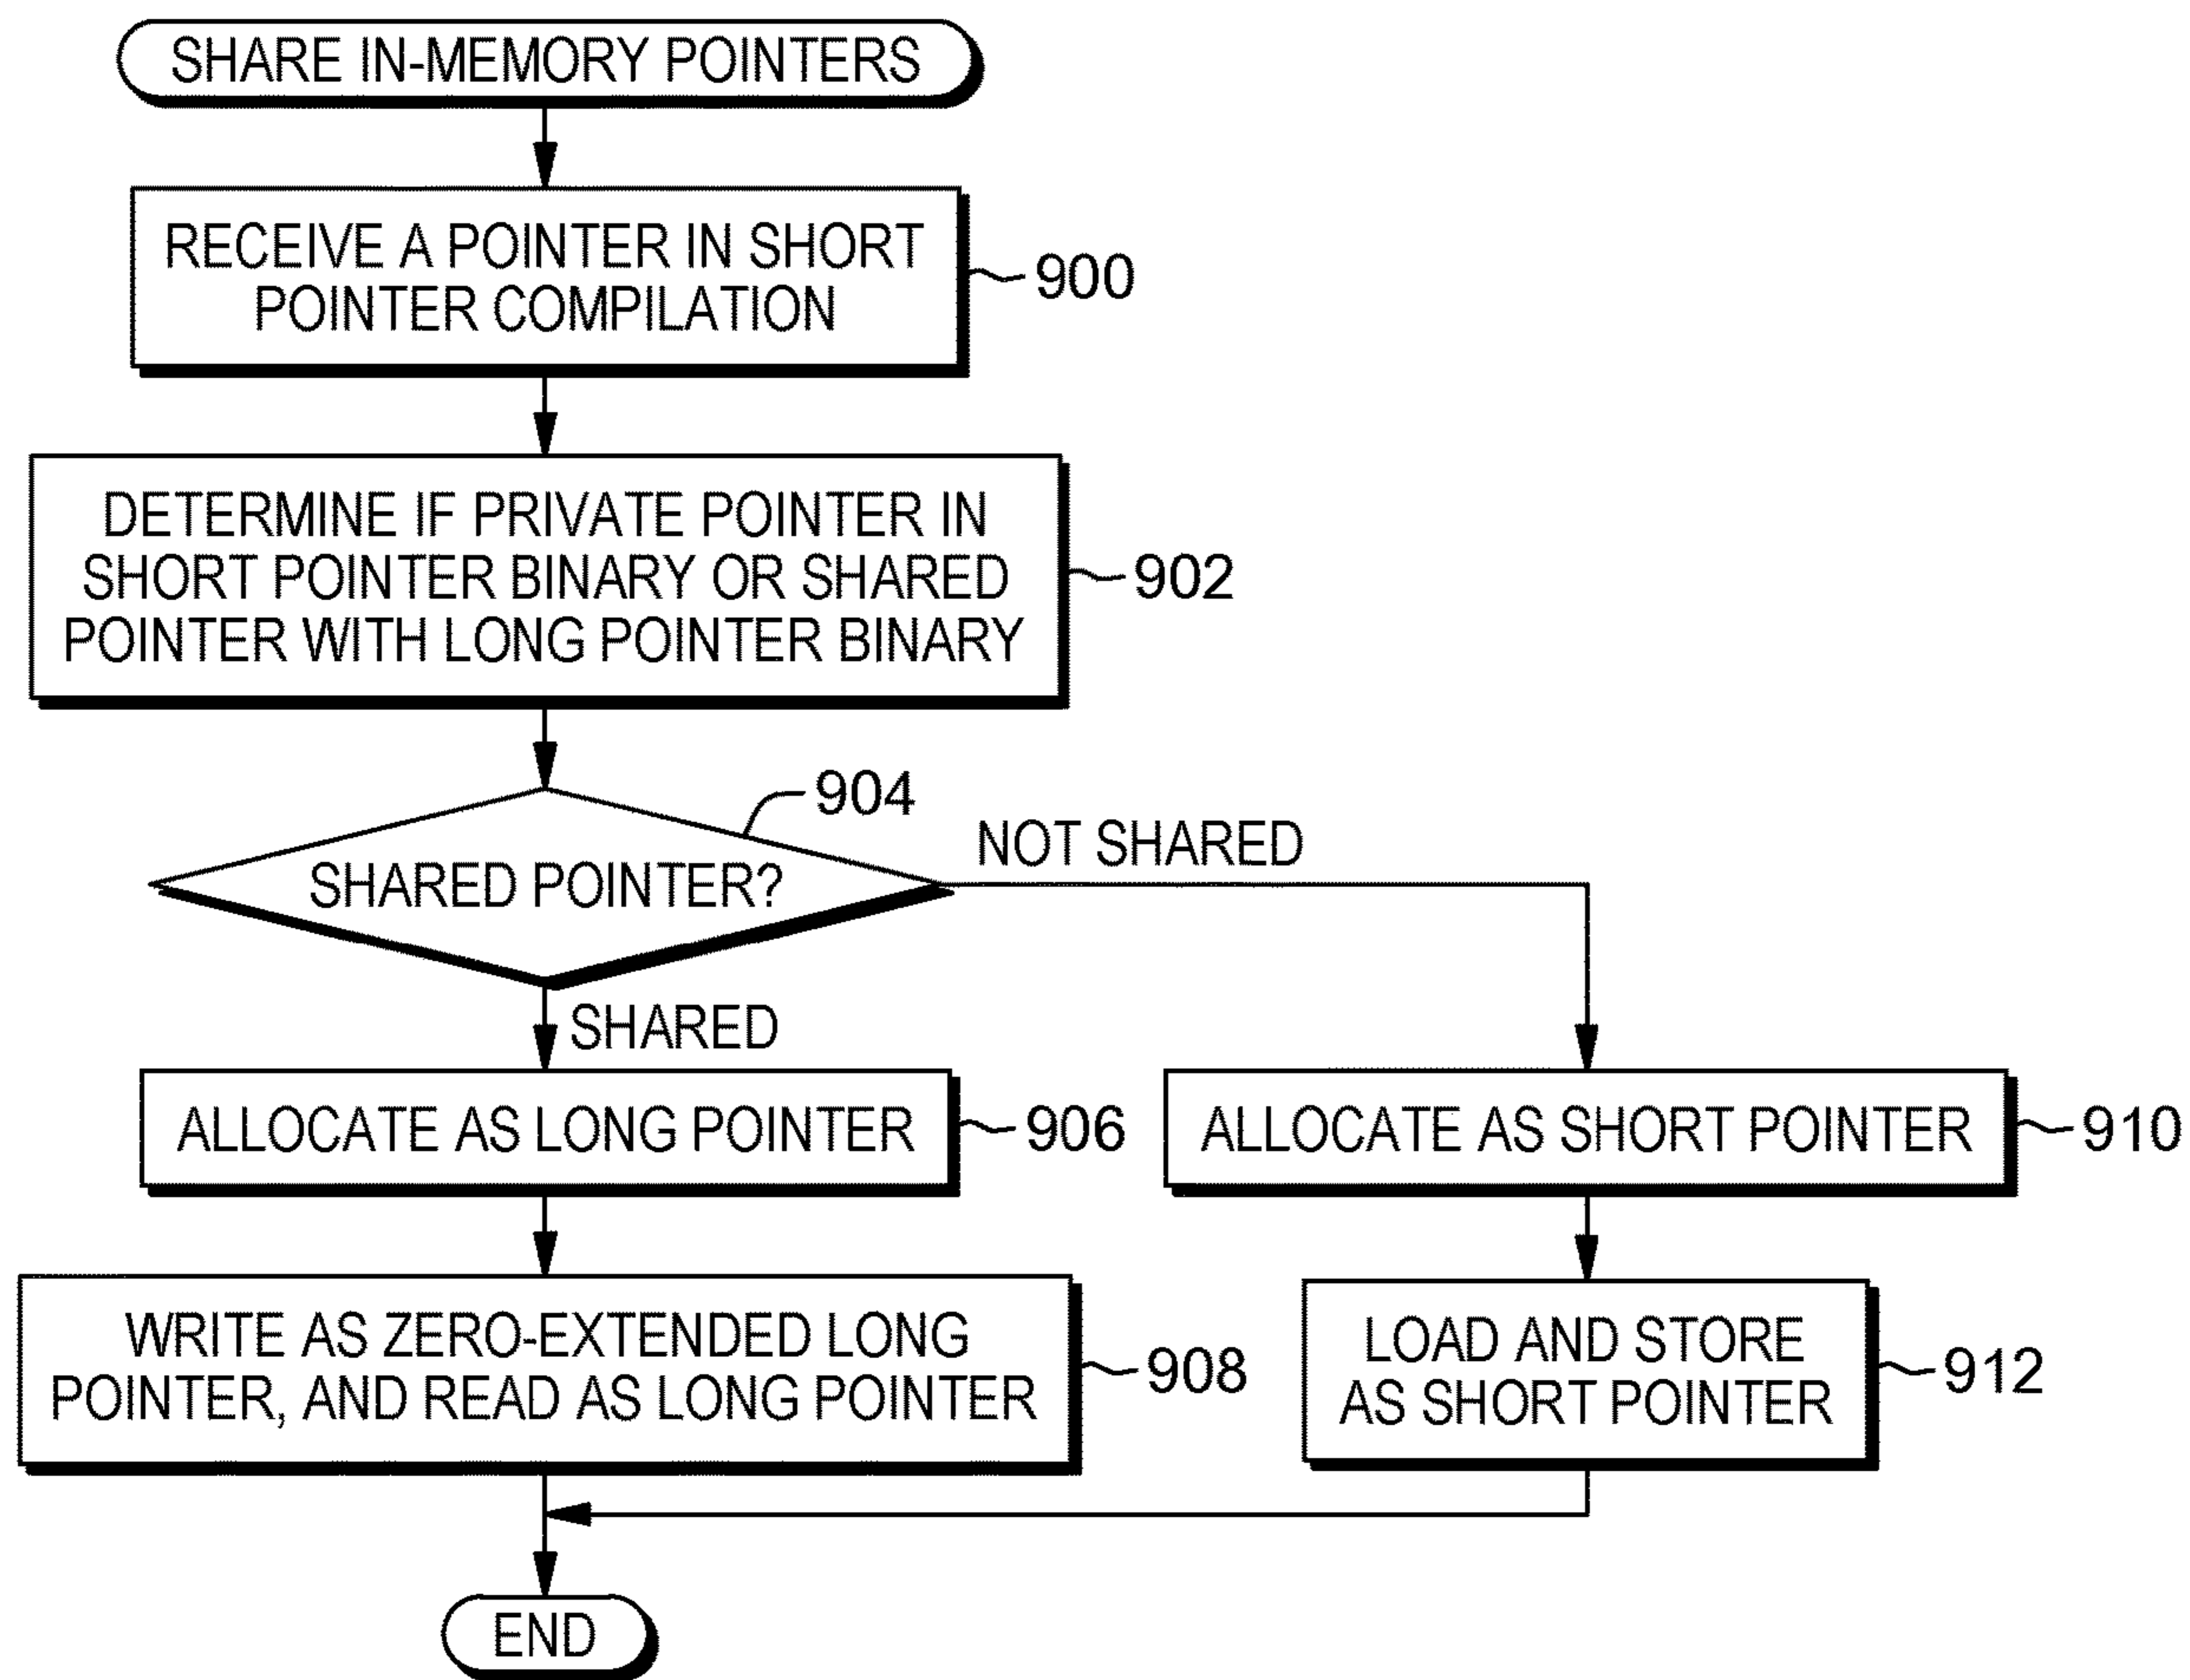 SHARE IN-MEMORY POINTERS
RECEIVE A POINTER IN SHORT
POINTER COMPILATION
900
DETERMINE IF PRIVATE POINTER IN
SHORT POINTER BINARY OR SHARED
POINTER WITH LONG POINTER BINARY
902
904
SHARED POINTER?
NOT SHARED
SHARED
ALLOCATE AS LONG POINTER
906
ALLOCATE AS SHORT POINTER
910
WRITE AS ZERO-EXTENDED LONG
POINTER, AND READ AS LONG POINTER
908
LOAD AND STORE
AS SHORT POINTER
912
END